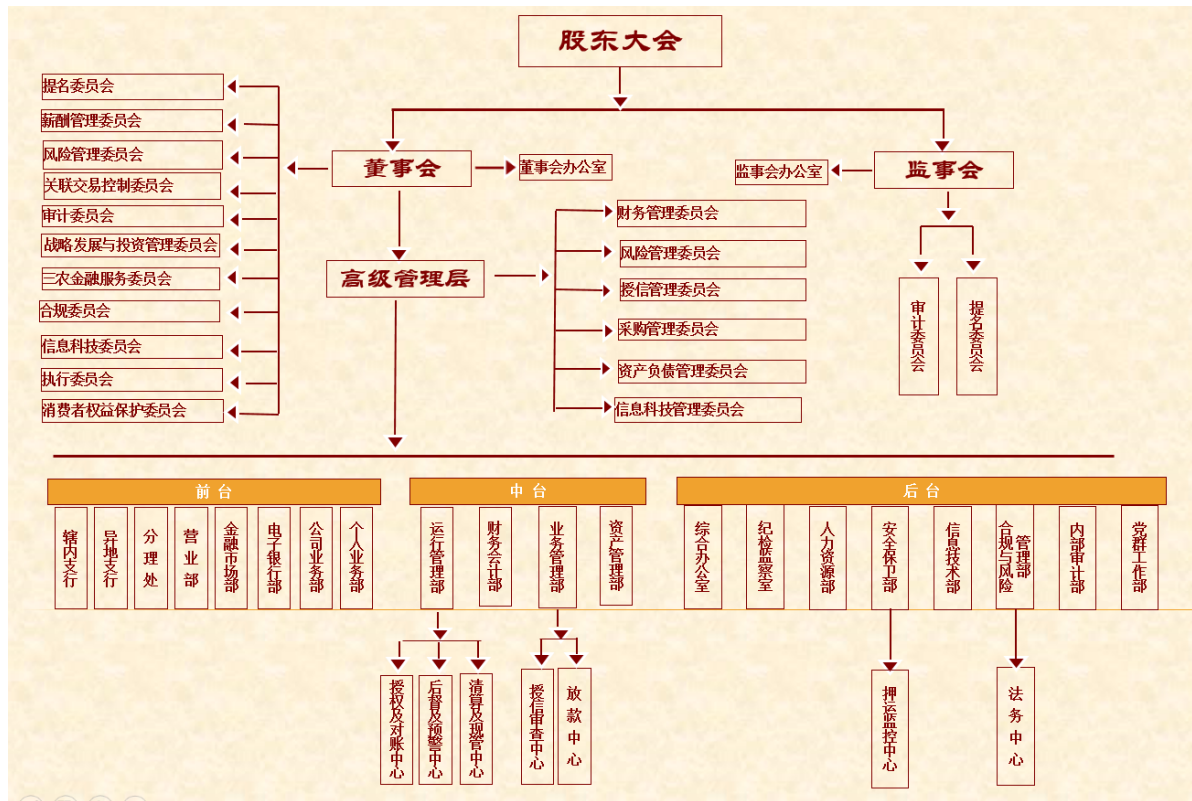 股东大会
提名委员会
薪酬管理委员会
风险管理委员会
关联交易控制委员会
审计委员会
战略发展与投资管理委员会
三农金融服务委员会
合规委员会
信息科技委员会
执行委员会
消费者权益保护委员会
董事会
董事会办公室
监事会办公室
监事会
高级管理层
财务管理委员会
风险管理委员会
授信管理委员会
采购管理委员会
资产负债管理委员会
信息科技管理委员会
审计委员会
提名委员会
前台
中台
后台
辖内支行
异地支行
分理处
营业部
金融市场部
电子银行部
公司业务部
个人业务部
运行管理部
财务会计部
业务管理部
资产管理部
综合办公室
纪检监察室
人力资源部
安全保卫部
信息技术部
合规与风险
管理部
内部审计部
党群工作部
授权及对账中心
后督及预警中心
清算及现管中心
授信审查中心
放款中心
押运监控中心
法务中心